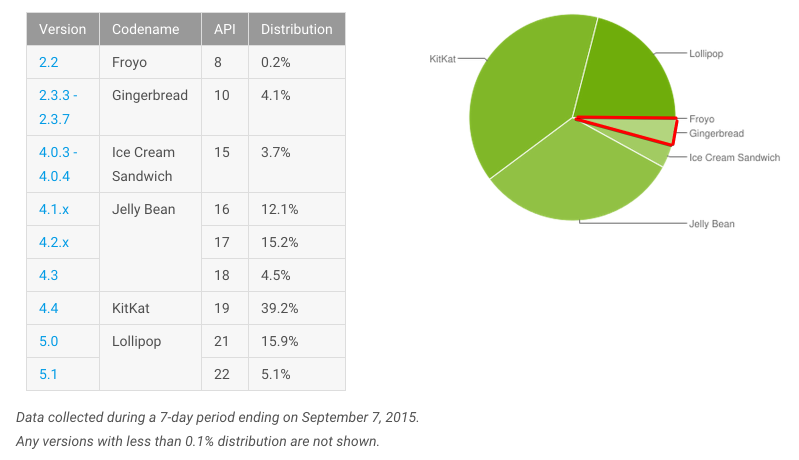 Version Codename API Distribution
2.2 Froyo 8 0.2%
2.3.3 - Gingerbread 10 4.1%
2.3.7
4.0.3 - Ice Cream 15 3.7%
4.0.4 Sandwich
4.1.x Jelly Bean 16 12.1%
4.2.x 17 15.2%
4.3 18 4.5%
4.4 KitKat 19 39.2%
5.0 Lollipop 21 15.9%
5.1 22 5.1%
KitKat
Lollipop
Froyo
Gingerbread
Ice Cream Sandwich
Jelly Bean
Data collected during a 7-day period ending on September 7, 2015.
Any versions with less than 0.1% distribution are not shown.